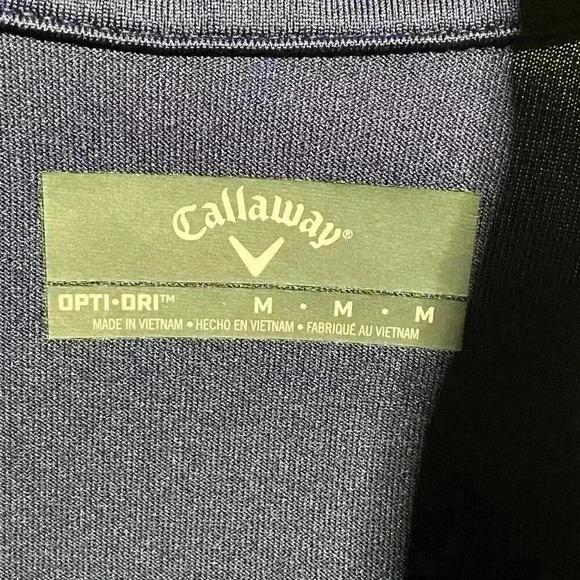 Callaway®
OPTI•DRI™ M • M • M
MADE IN VIETNAM • HECHO EN VIETNAM • FABRIQUÉ AU VIETNAM